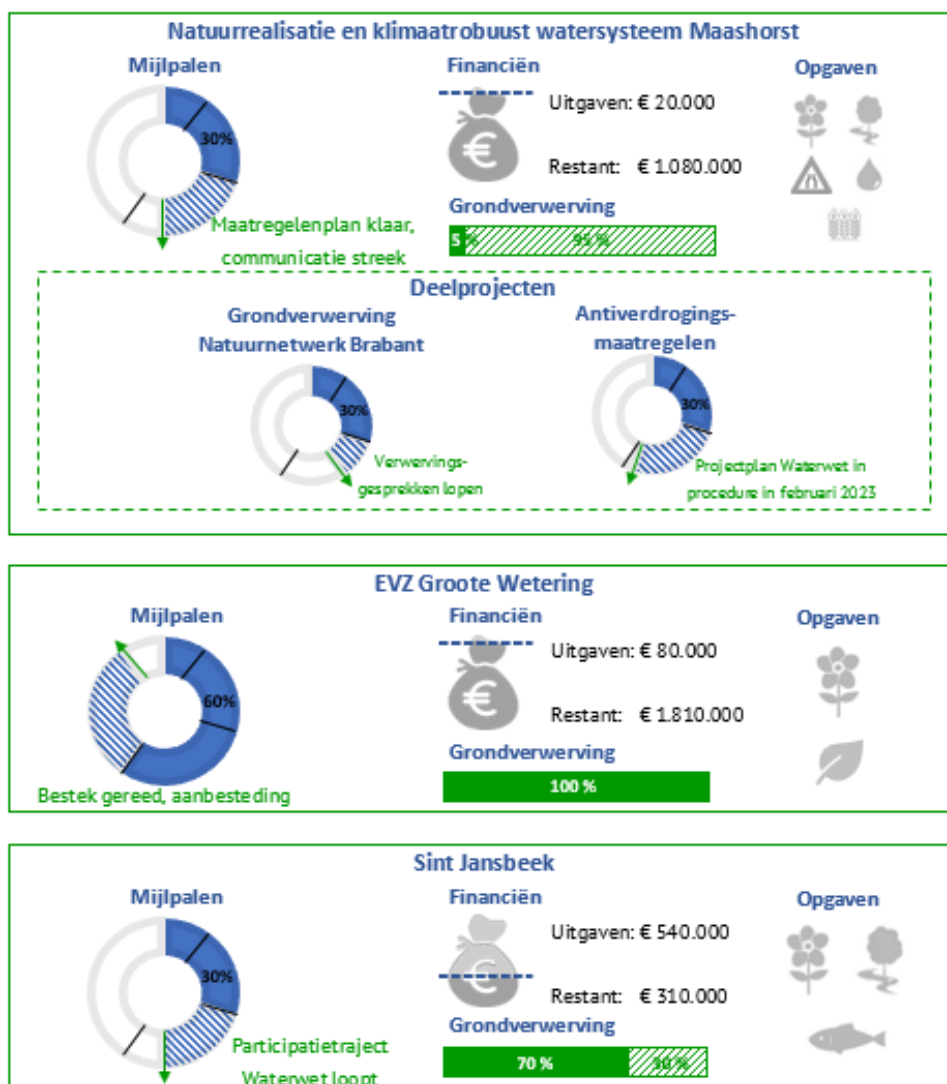 Natuurrealisatie en klimaatrobuust watersysteem Maashorst
Mijlpalen
30%
Maatregelenplan klaar,
communicatie streek
Financiën
€
Uitgaven: € 20.000
Restant: € 1.080.000
Grondverwerving
5 %
95 %
Opgaven
Deelprojecten
Grondverwerving
Natuurnetwerk Brabant
30%
Verwervings-
gesprekken lopen
Antiverdrogings-
maatregelen
30%
Projectplan Waterwet in
procedure in februari 2023
EVZ Groote Wetering
Mijlpalen
60%
Bestek gereed, aanbesteding
Financiën
€
Uitgaven: € 80.000
Restant: € 1.810.000
Grondverwerving
100 %
Opgaven
Sint Jansbeek
Mijlpalen
30%
Participatietraject
Waterwet loopt
Financiën
€
Uitgaven: € 540.000
Restant: € 310.000
Grondverwerving
70 %
30 %
Opgaven